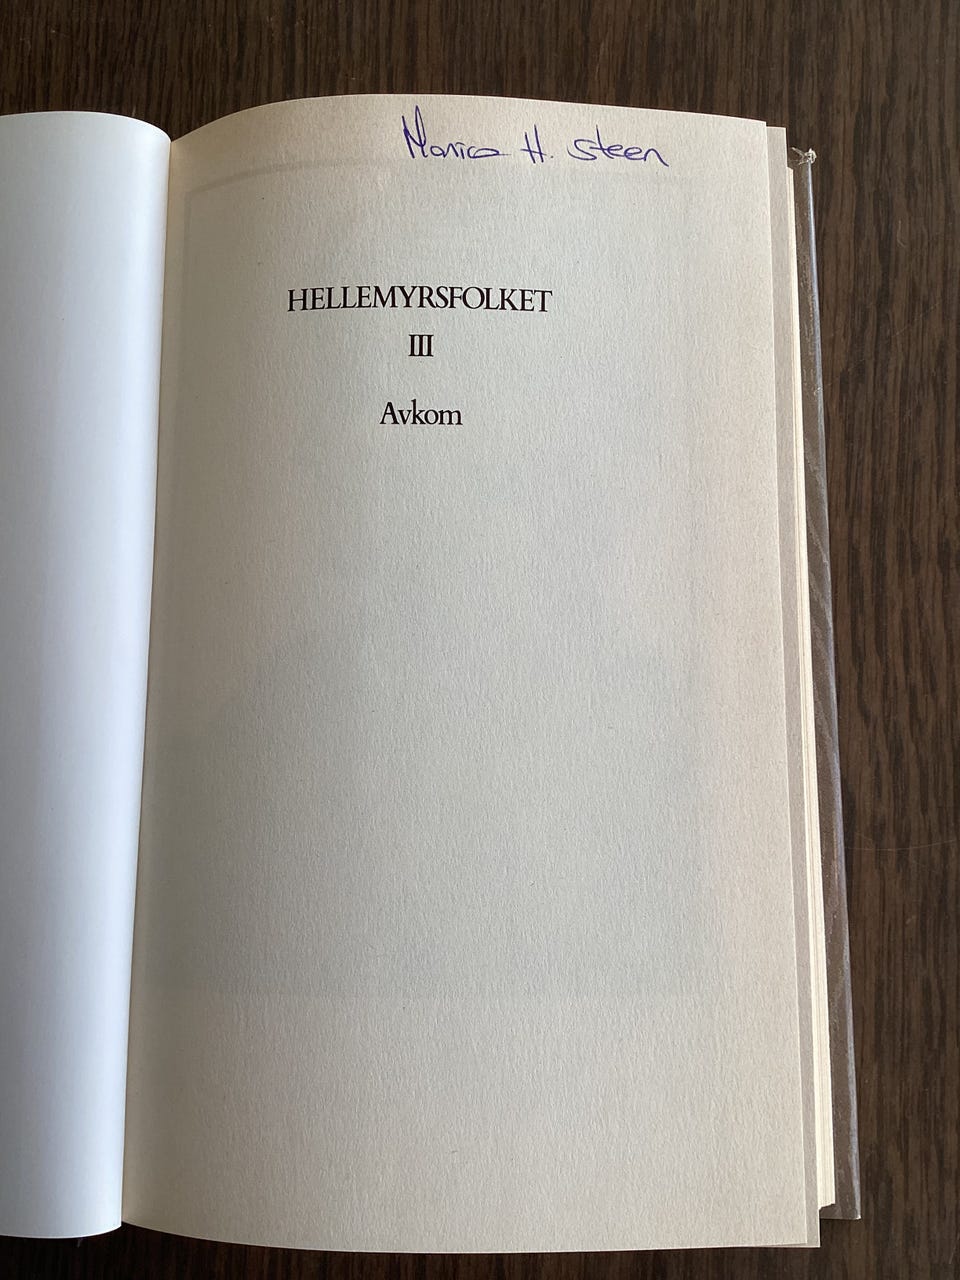 Monica H. Steen
HELLEMYRSFOLKET
III
Avkom